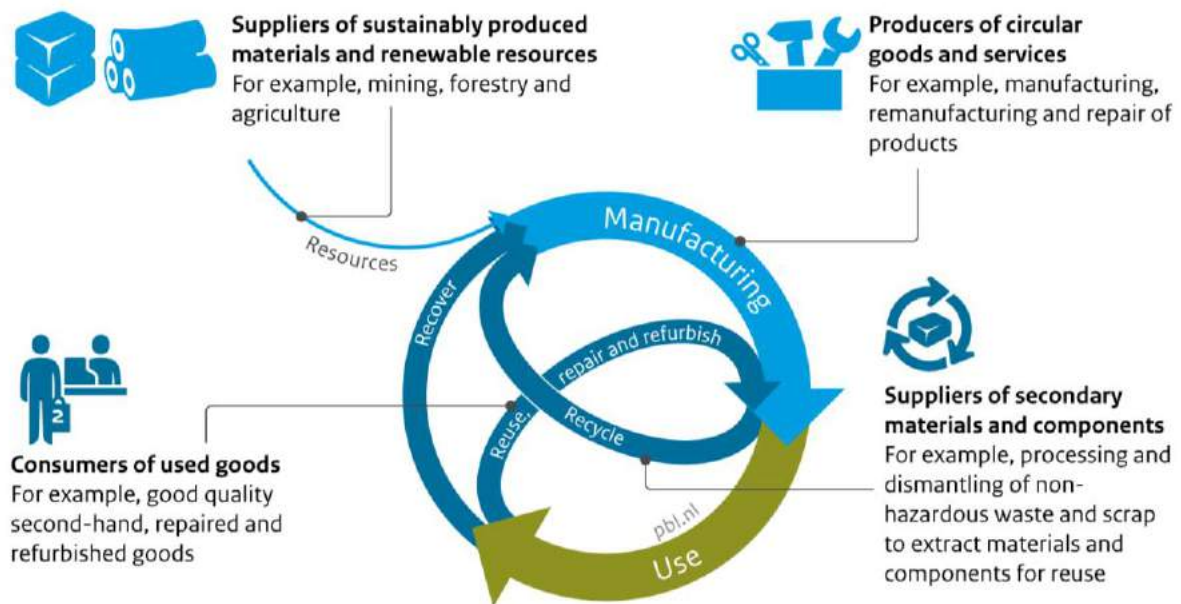 Suppliers of sustainably produced
materials and renewable resources
For example, mining, forestry and
agriculture
Producers of circular
goods and services
For example, manufacturing,
remanufacturing and repair of
products
Resources
Manufacturing
Recover
Reuse, repair and refurbish
Recycle
2
Consumers of used goods
For example, good quality
second-hand, repaired and
refurbished goods
Suppliers of secondary
materials and components
For example, processing and
dismantling of non-
hazardous waste and scrap
to extract materials and
components for reuse
pbl.nl
Use